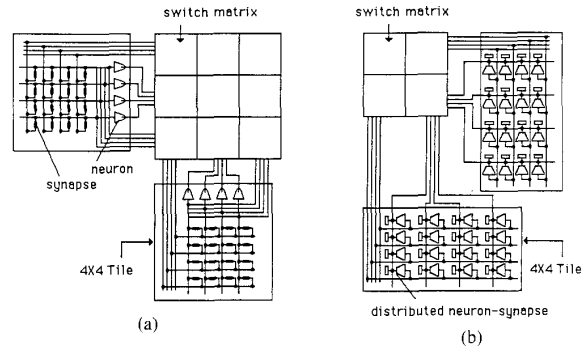 switch matrix
neuron
synapse
4X4 Tile
(a)
switch matrix
4X4 Tile
distributed neuron-synapse
(b)